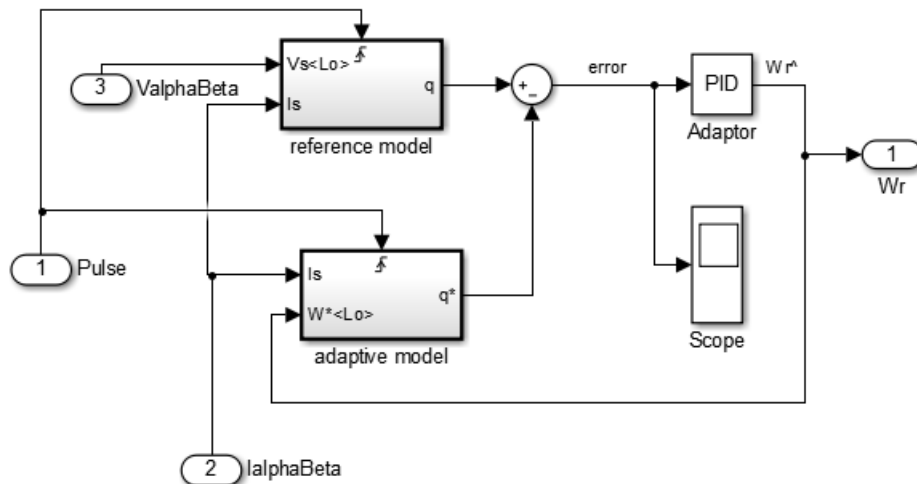 Vs<Lo>
3
ValphaBeta
Is
q
reference model
+
_
error
PID
Wr^
Adaptor
1
Wr
1
Pulse
Is
W*<Lo>
q*
adaptive model
Scope
2
IalphaBeta